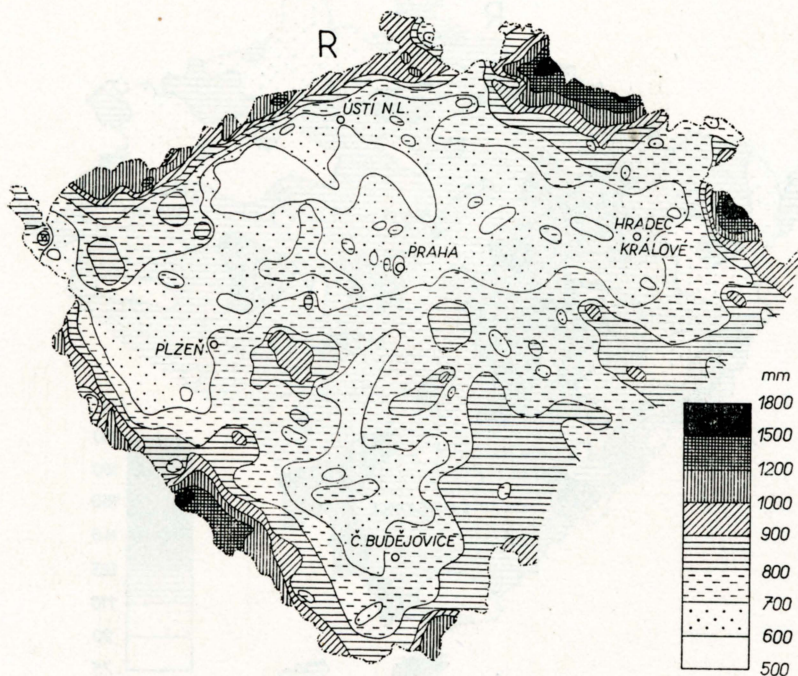 R
ÚSTÍ N.L.
HRADEC
KRÁLOVÉ
PRAHA
PLZEŇ
Č. BUDĚJOVICE
mm
1800
1500
1200
1000
900
800
700
600
500